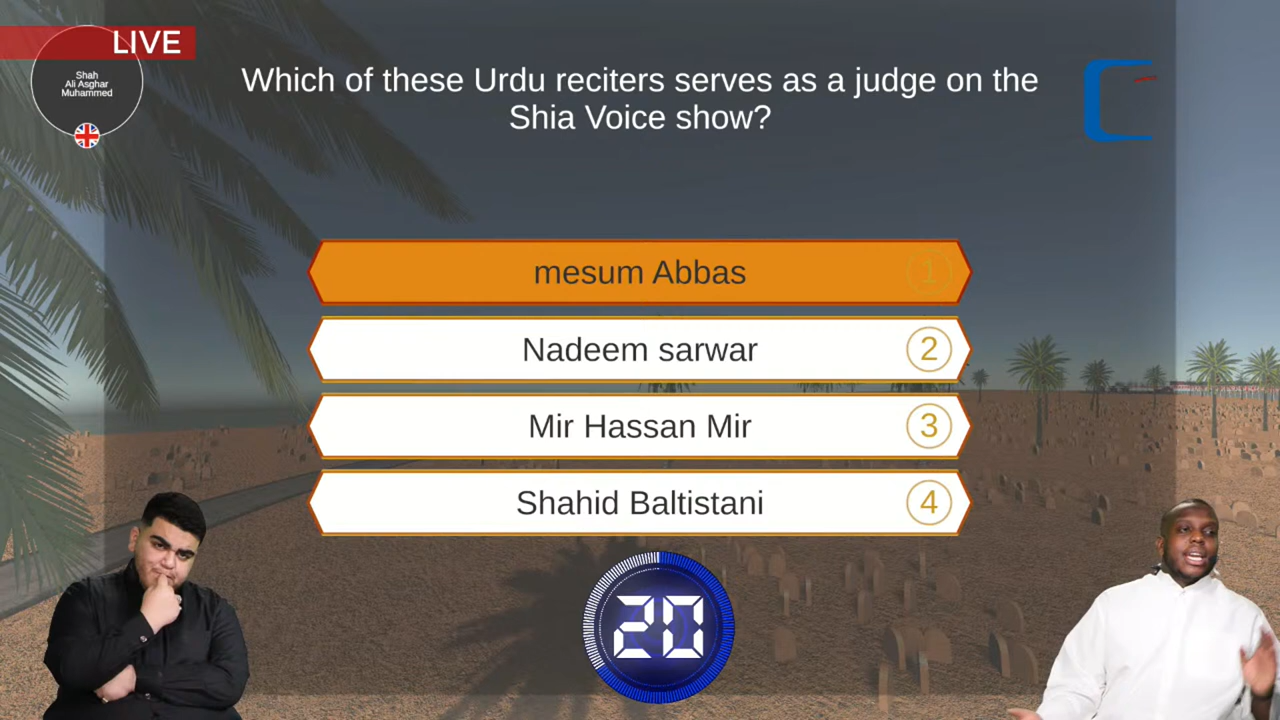 LIVE
Shah
Ali Asghar
Muhammed
Which of these Urdu reciters serves as a judge on the
Shia Voice show?
mesum Abbas 1
Nadeem sarwar 2
Mir Hassan Mir 3
Shahid Baltistani 4
20